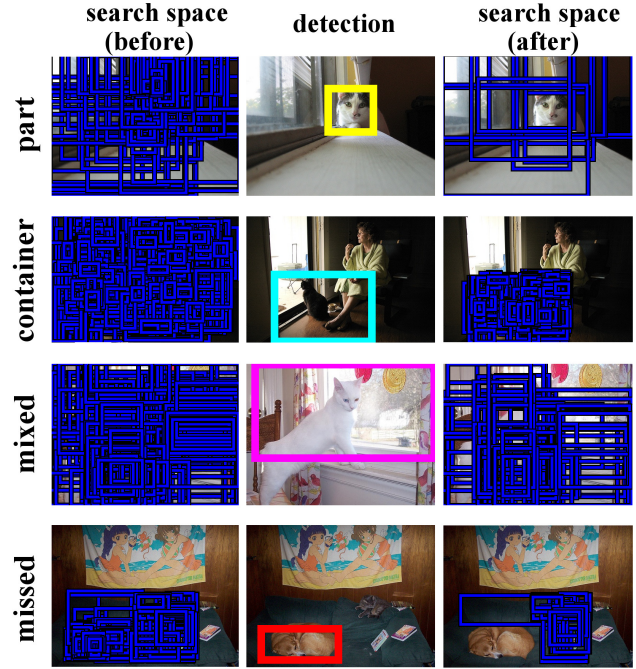 search space
(before)
detection
search space
(after)
part
container
mixed
missed